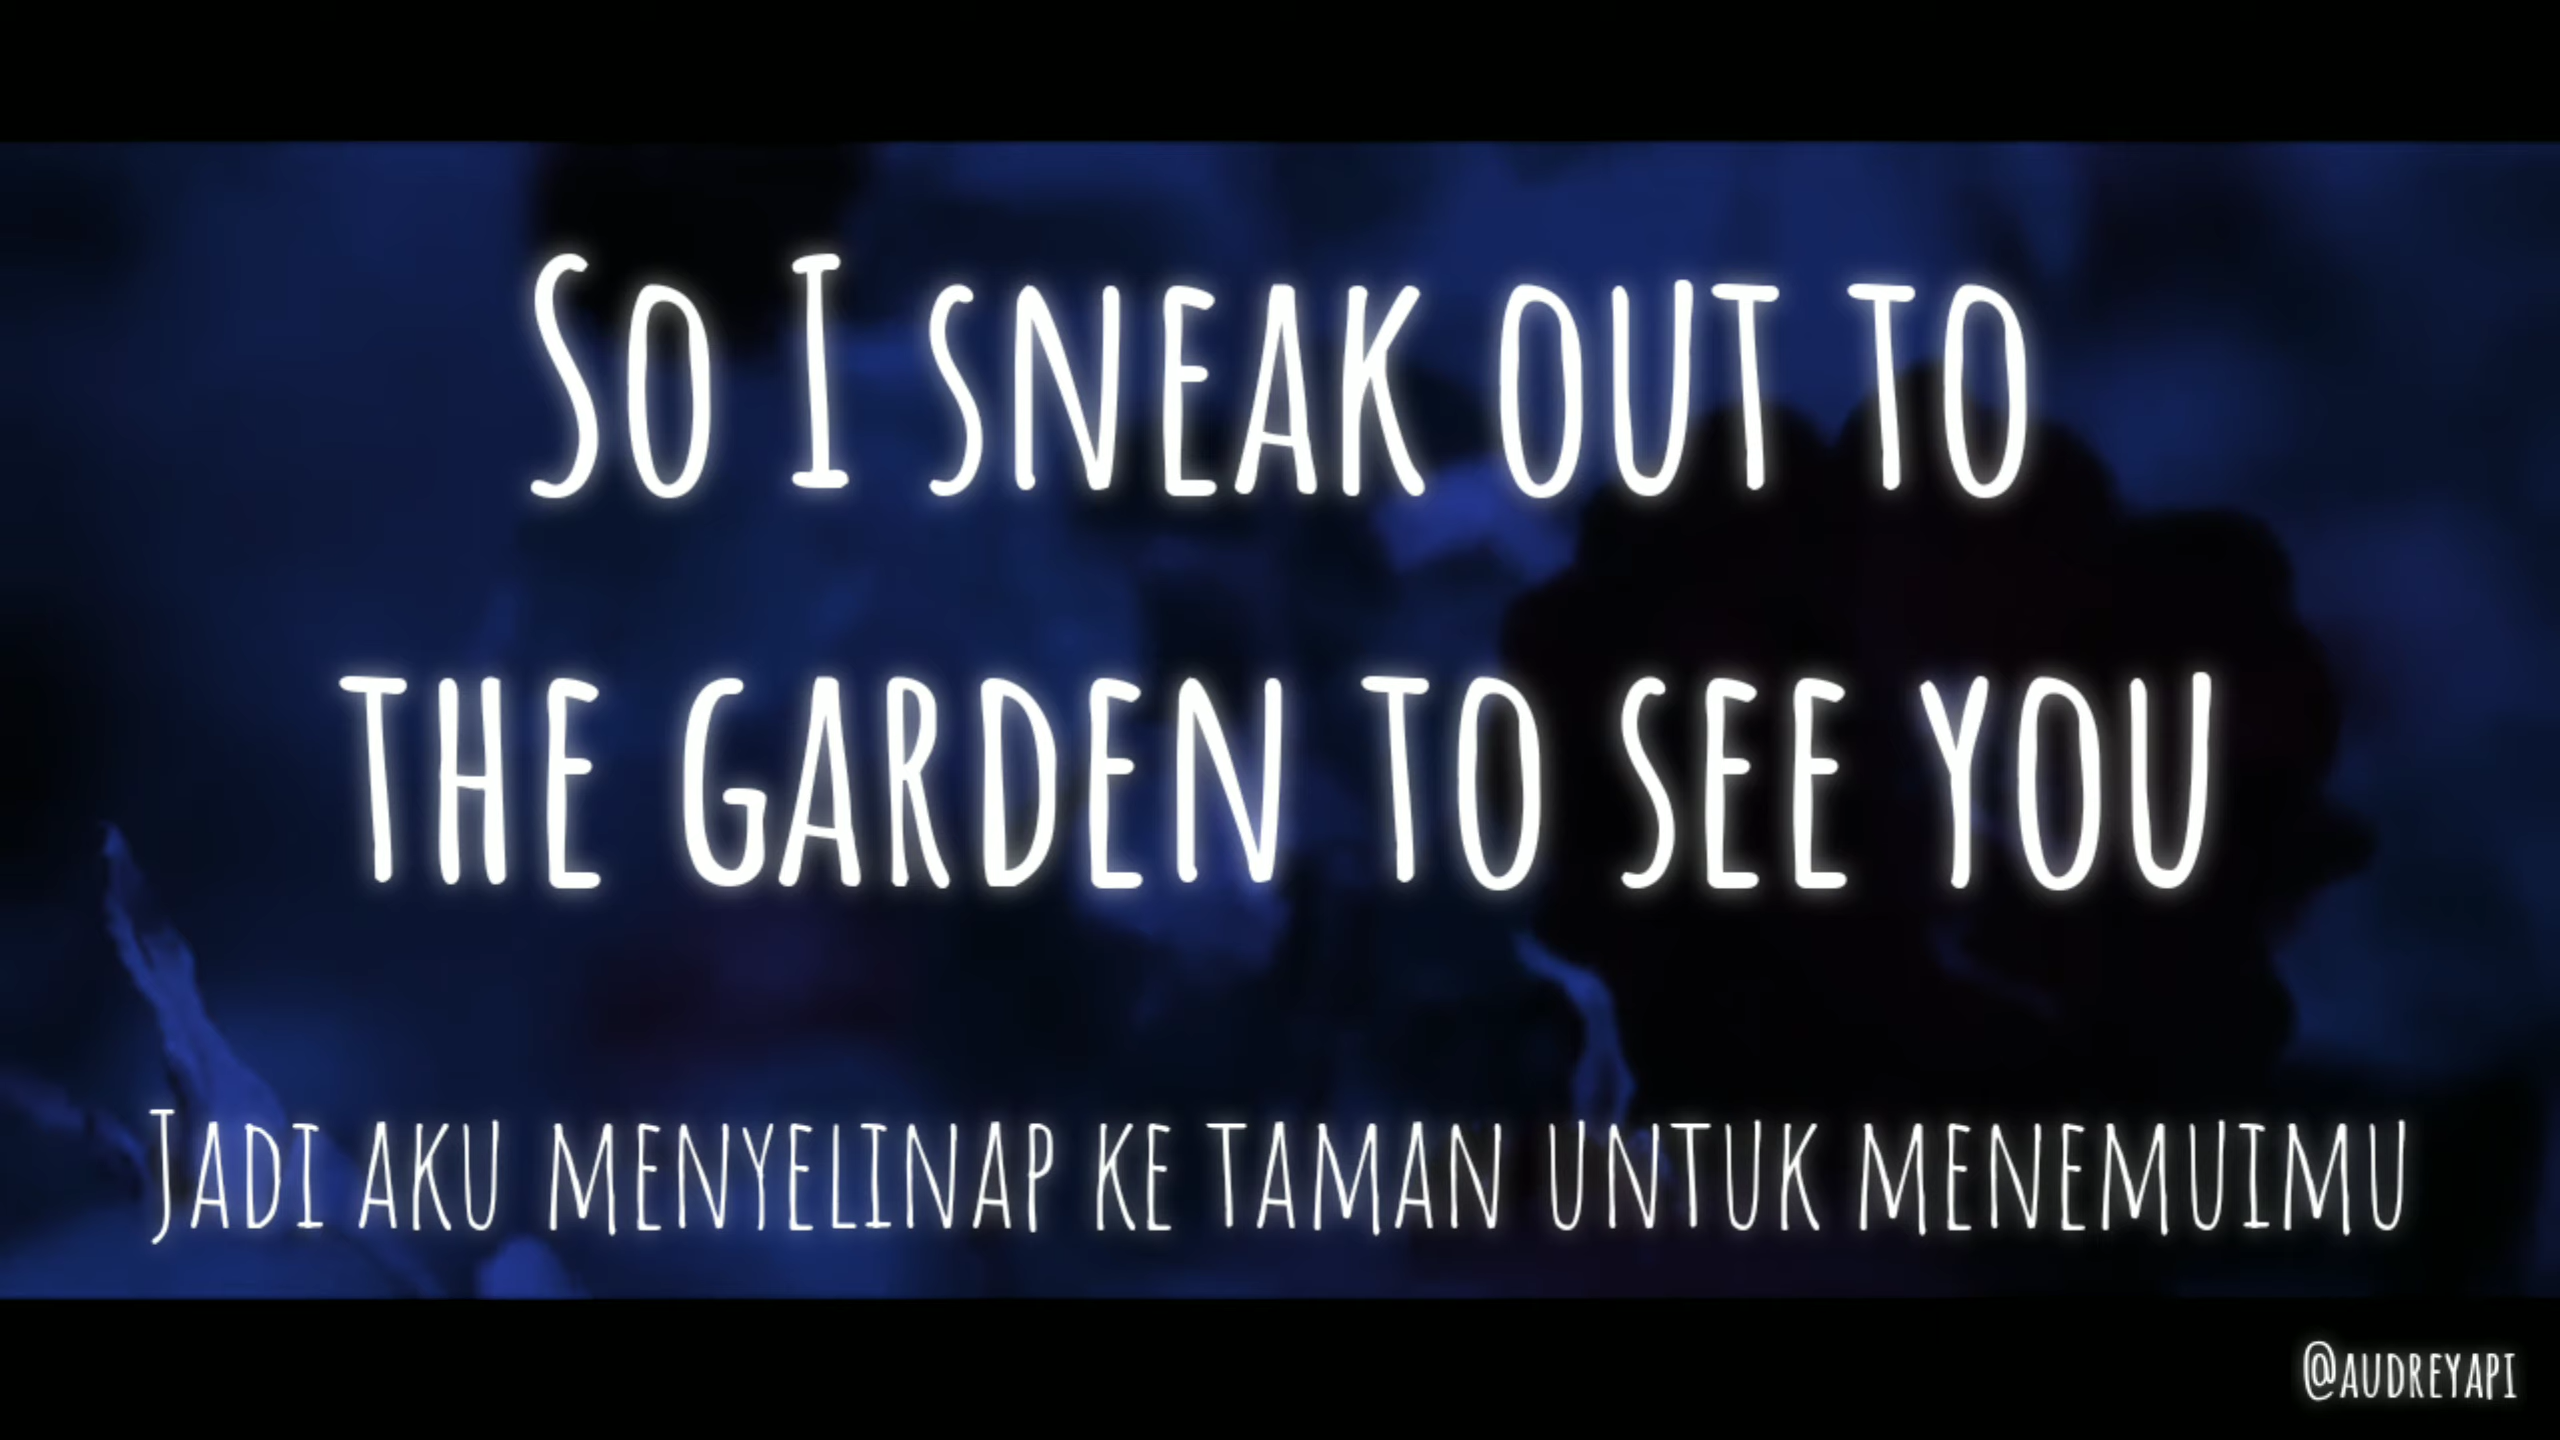 So I sneak out to
the garden to see you
Jadi aku menyelinap ke taman untuk menemuimu
@audreyapi